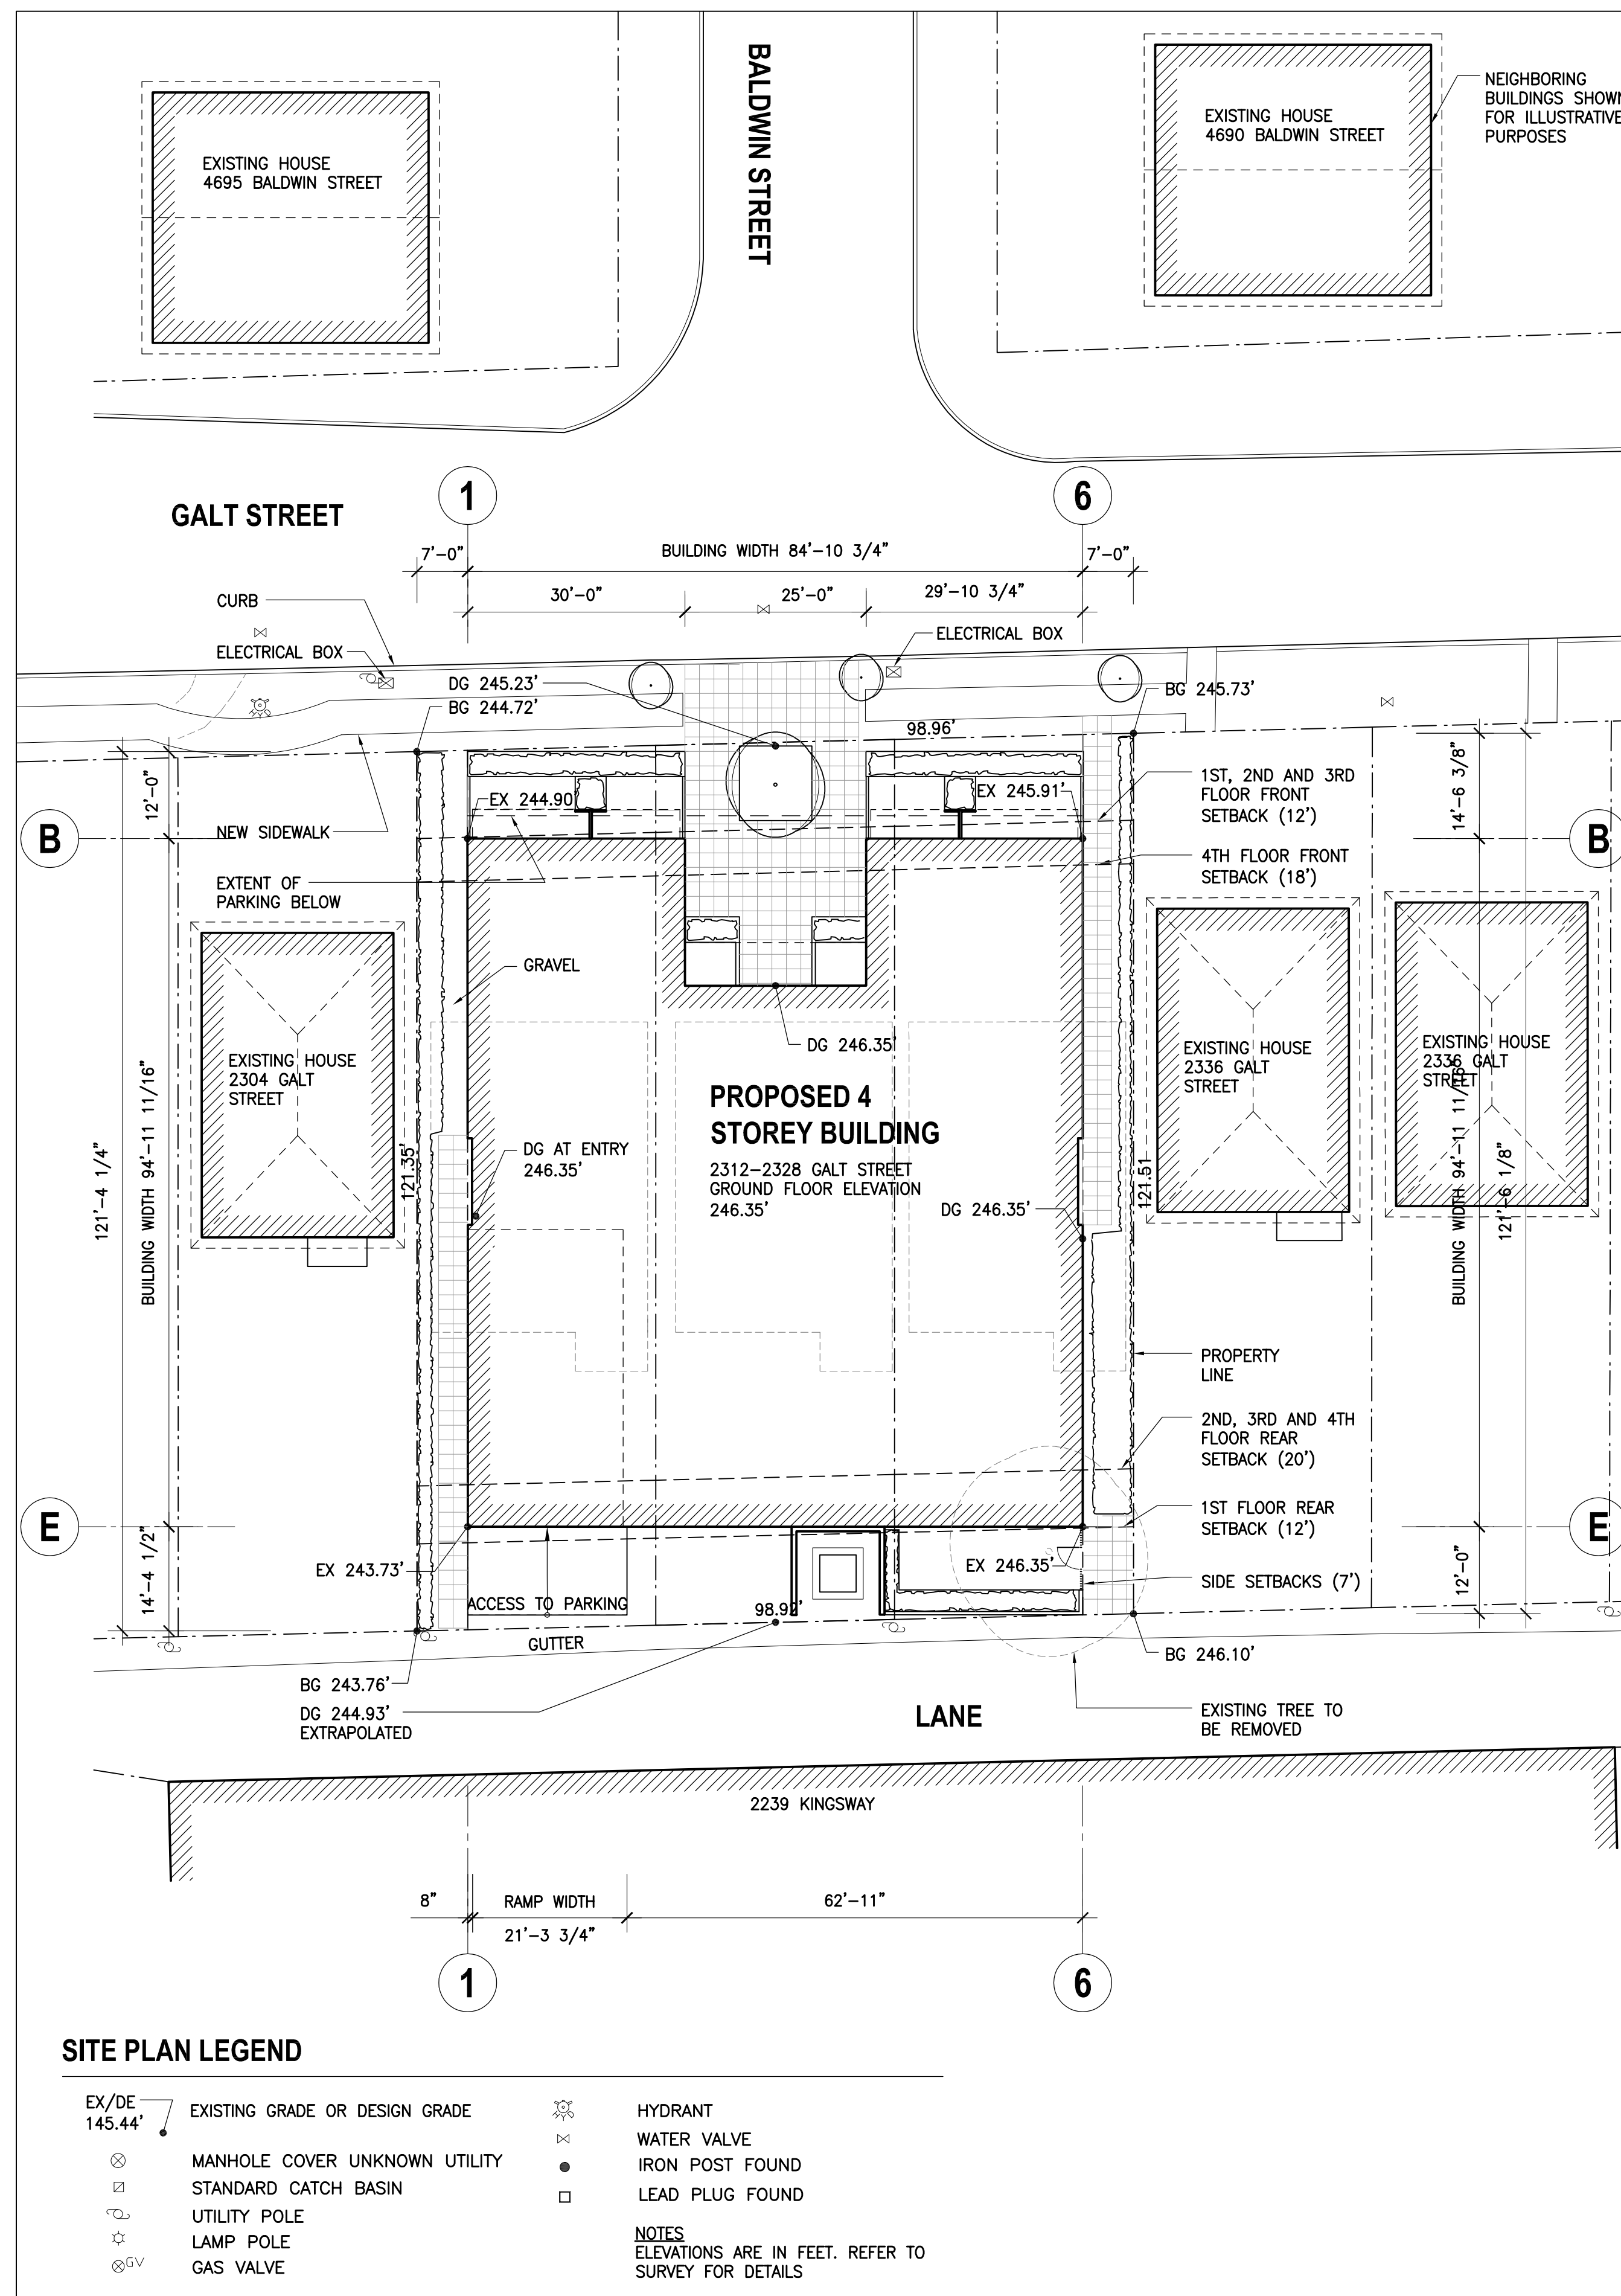 BALDWIN STREET
EXISTING HOUSE
4695 BALDWIN STREET
EXISTING HOUSE
4690 BALDWIN STREET
NEIGHBORING
BUILDINGS SHOWN
FOR ILLUSTRATIVE
PURPOSES
GALT STREET
1
6
7'-0"
BUILDING WIDTH 84'-10 3/4"
7'-0"
30'-0"
25'-0"
29'-10 3/4"
CURB
ELECTRICAL BOX
ELECTRICAL BOX
DG 245.23'
BG 244.72'
BG 245.73'
98.96'
12'-0"
14'-6 3/8"
EX 244.90
EX 245.91'
1ST, 2ND AND 3RD
FLOOR FRONT
SETBACK (12')
B
NEW SIDEWALK
B
4TH FLOOR FRONT
SETBACK (18')
EXTENT OF
PARKING BELOW
GRAVEL
DG 246.35'
EXISTING HOUSE
2304 GALT
STREET
EXISTING HOUSE
2336 GALT
STREET
EXISTING HOUSE
2336 GALT
STREET
PROPOSED 4
STOREY BUILDING
2312-2328 GALT STREET
GROUND FLOOR ELEVATION
246.35'
DG AT ENTRY
246.35'
DG 246.35'
121'-4 1/4"
BUILDING WIDTH 94'-11 11/16"
121.35'
121.51
BUILDING WIDTH 94'-11 11/16"
121'-6 1/8"
PROPERTY
LINE
2ND, 3RD AND 4TH
FLOOR REAR
SETBACK (20')
1ST FLOOR REAR
SETBACK (12')
E
E
14'-4 1/2"
12'-0"
EX 243.73'
EX 246.35'
SIDE SETBACKS (7')
ACCESS TO PARKING
98.92'
GUTTER
BG 243.76'
BG 246.10'
DG 244.93'
EXTRAPOLATED
LANE
EXISTING TREE TO
BE REMOVED
2239 KINGSWAY
8"
RAMP WIDTH
21'-3 3/4"
62'-11"
1
6
SITE PLAN LEGEND
EX/DE
145.44'
EXISTING GRADE OR DESIGN GRADE
MANHOLE COVER UNKNOWN UTILITY
STANDARD CATCH BASIN
UTILITY POLE
LAMP POLE
GV
GAS VALVE
HYDRANT
WATER VALVE
IRON POST FOUND
LEAD PLUG FOUND
NOTES
ELEVATIONS ARE IN FEET. REFER TO
SURVEY FOR DETAILS